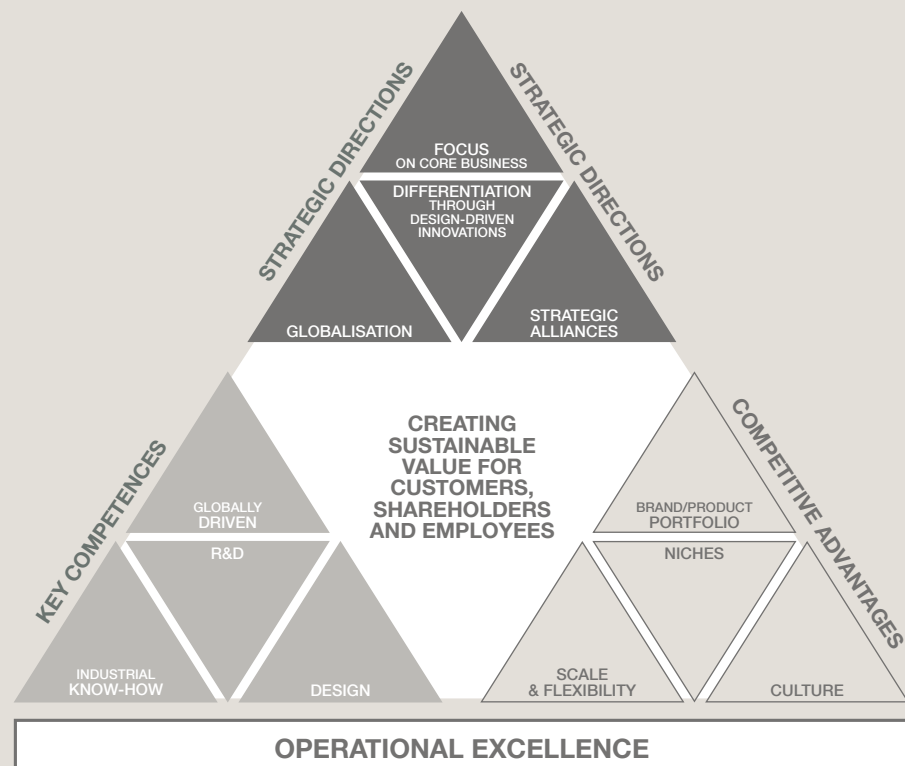 STRATEGIC DIRECTIONS
STRATEGIC DIRECTIONS
FOCUS
ON CORE BUSINESS
DIFFERENTIATION
THROUGH
DESIGN-DRIVEN
INNOVATIONS
GLOBALISATION
STRATEGIC
ALLIANCES
CREATING
SUSTAINABLE
VALUE FOR
CUSTOMERS,
SHAREHOLDERS
AND EMPLOYEES
KEY COMPETENCES
GLOBALLY
DRIVEN
R&D
INDUSTRIAL
KNOW-HOW
DESIGN
COMPETITIVE ADVANTAGES
BRAND/PRODUCT
PORTFOLIO
NICHES
SCALE
& FLEXIBILITY
CULTURE
OPERATIONAL EXCELLENCE